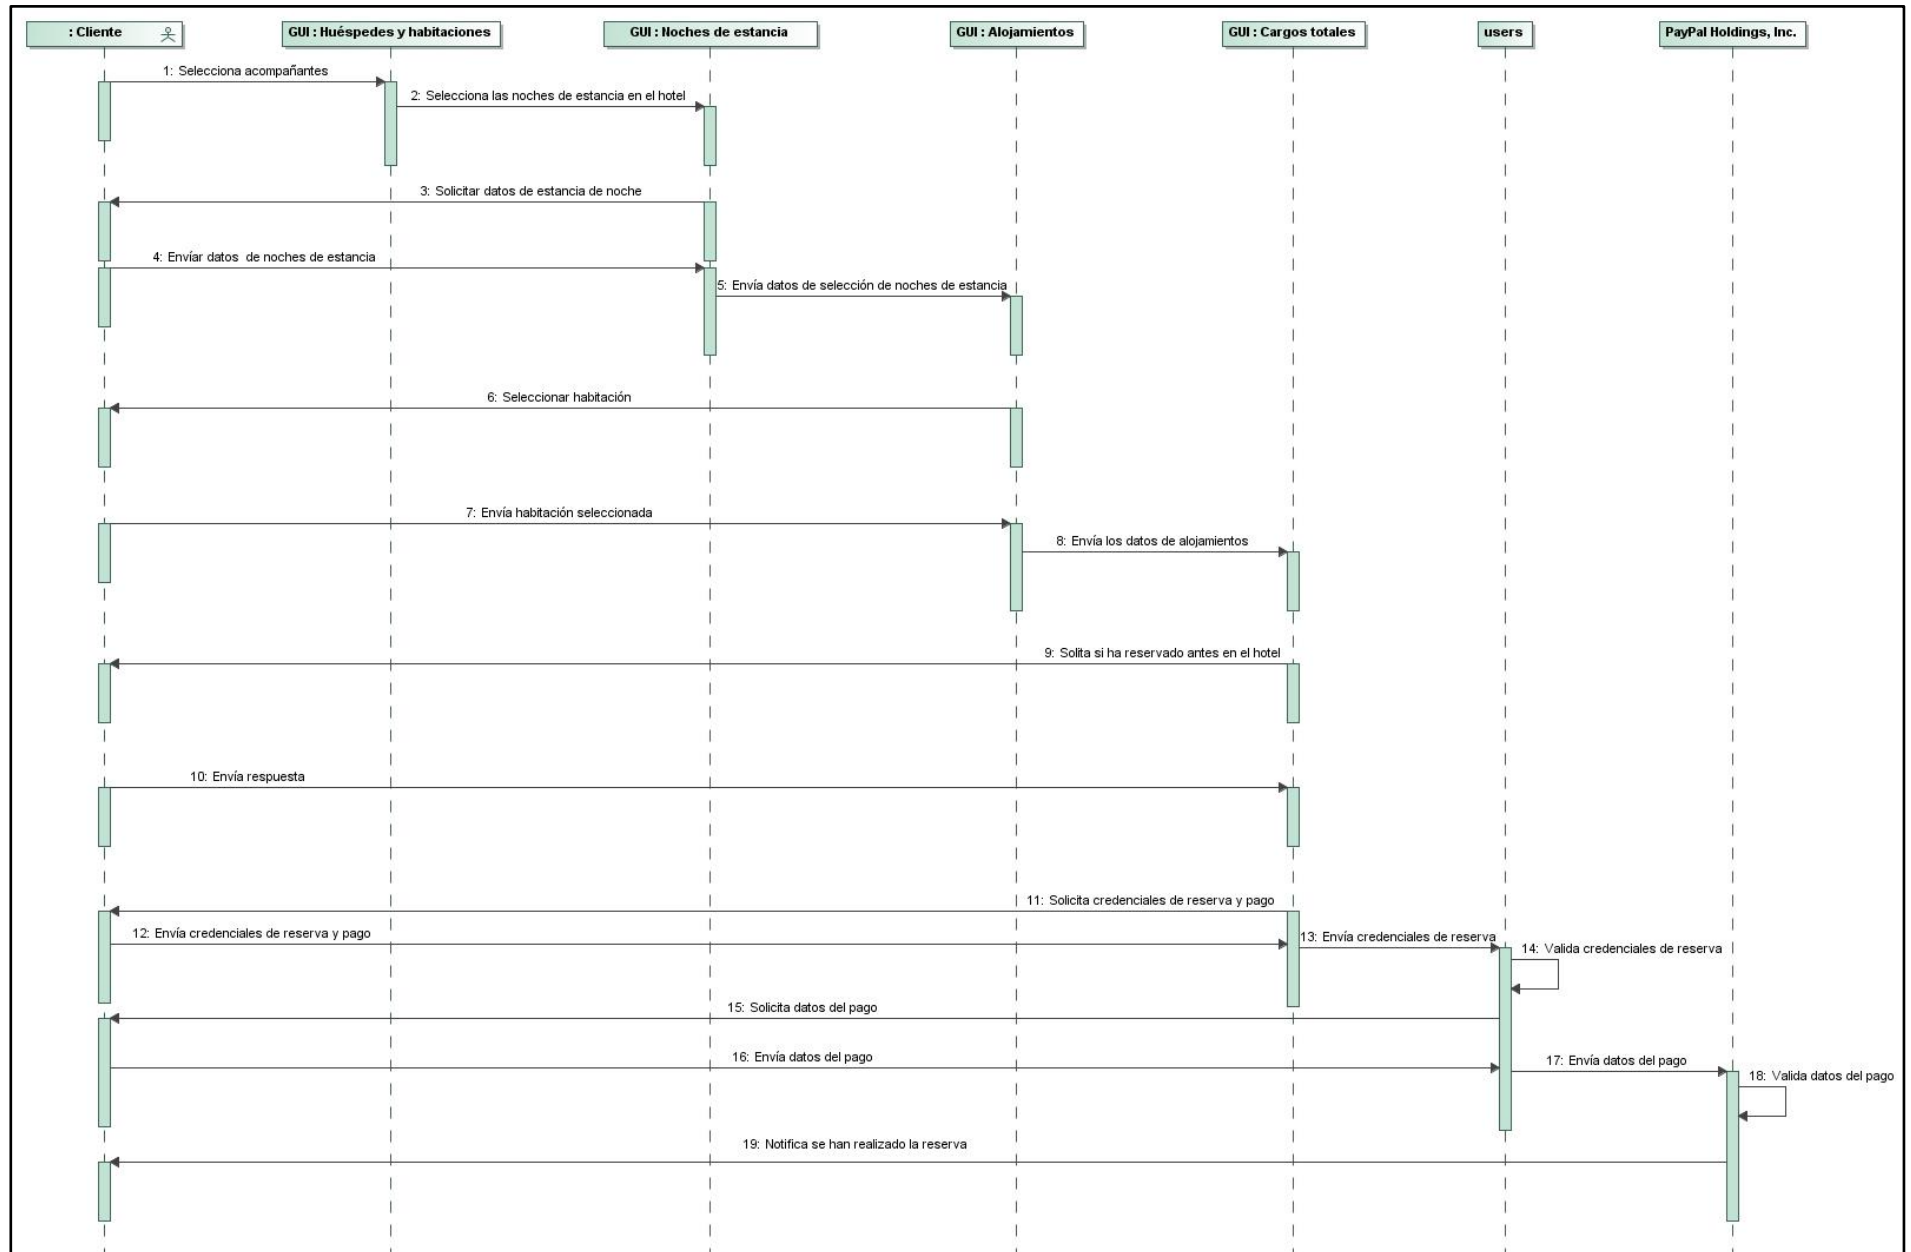 : Cliente
GUI : Huéspedes y habitaciones
GUI : Noches de estancia
GUI : Alojamientos
GUI : Cargos totales
users
PayPal Holdings, Inc.
1: Selecciona acompañantes
2: Selecciona las noches de estancia en el hotel
3: Solicitar datos de estancia de noche
4: Envíar datos de noches de estancia
5: Envía datos de selección de noches de estancia
6: Seleccionar habitación
7: Envía habitación seleccionada
8: Envía los datos de alojamientos
9: Solita si ha reservado antes en el hotel
10: Envía respuesta
11: Solicita credenciales de reserva y pago
12: Envía credenciales de reserva y pago
13: Envía credenciales de reserva
14: Valida credenciales de reserva
15: Solicita datos del pago
16: Envía datos del pago
17: Envía datos del pago
18: Valida datos del pago
19: Notifica se han realizado la reserva